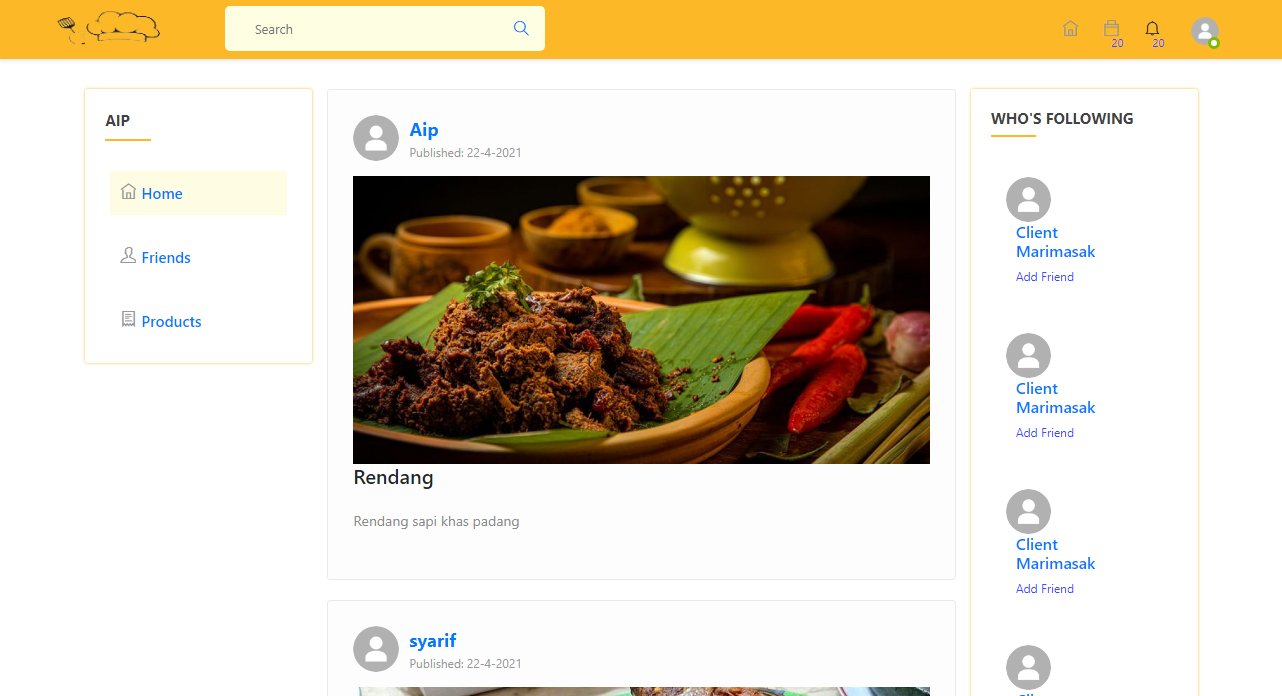 Search
20
20
AIP
Home
Friends
Products
Aip
Published: 22-4-2021
Rendang
Rendang sapi khas padang
syarif
Published: 22-4-2021
WHO'S FOLLOWING
Client
Marimasak
Add Friend
Client
Marimasak
Add Friend
Client
Marimasak
Add Friend